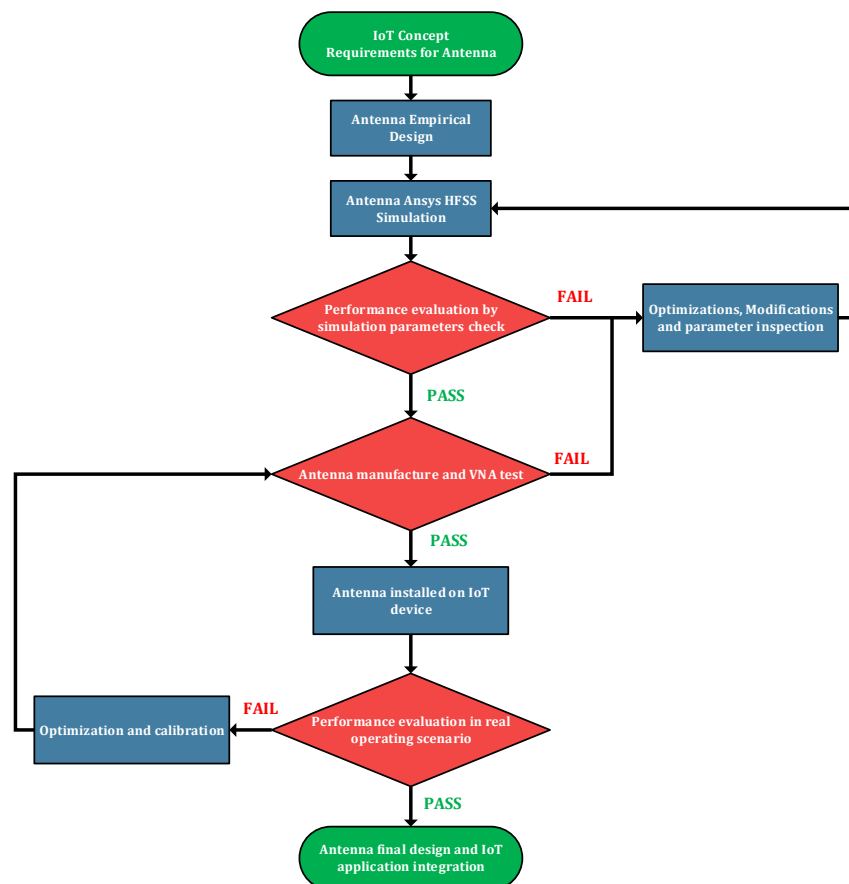 IoT Concept
Requirements for Antenna
Antenna Empirical
Design
Antenna Ansys HFSS
Simulation
Performance evaluation by
simulation parameters check
FAIL
Optimizations, Modifications
and parameter inspection
PASS
Antenna manufacture and VNA test
FAIL
PASS
Antenna installed on IoT
device
Optimization and calibration
FAIL
Performance evaluation in real
operating scenario
PASS
Antenna final design and IoT
application integration